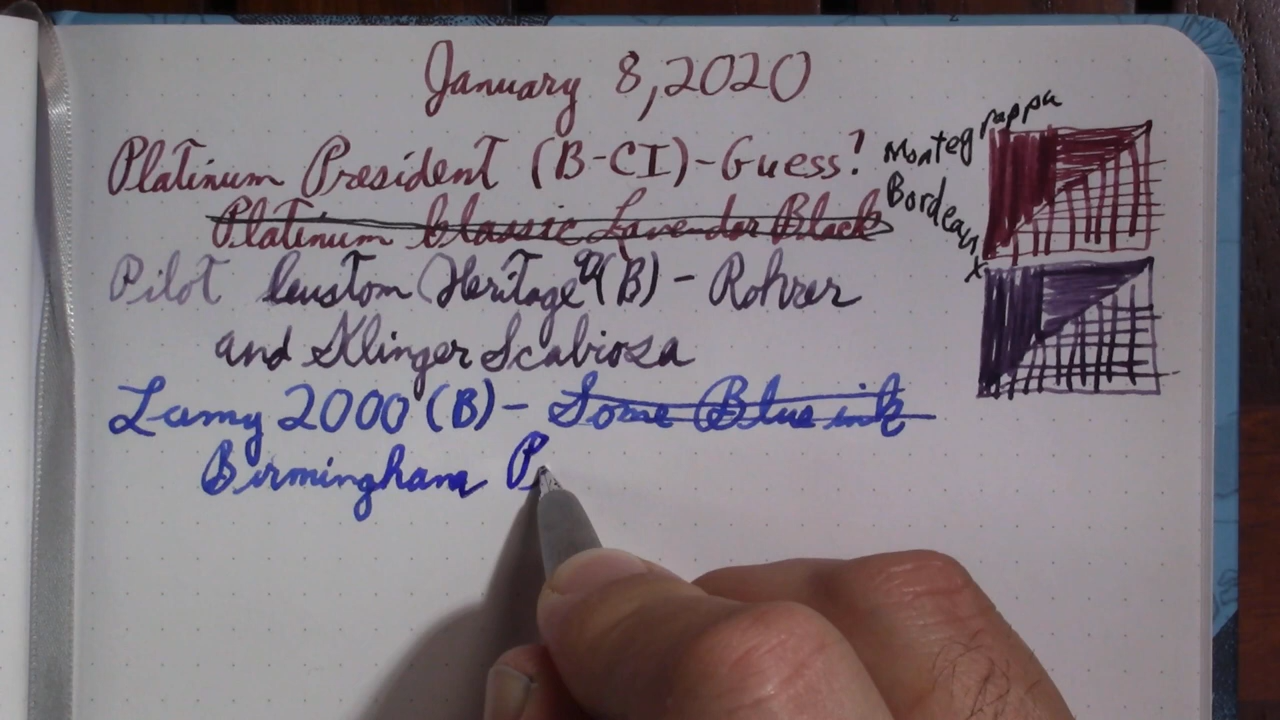 January 8, 2020
Platinum President (B-CI) - Guess?
Montegrappa
Bordeaux
Platinum Classic Lavender Black
Pilot Custom Heritage 912 (B) - Rohrer
and Klinger Scabiosa
Lamy 2000 (B) - Some Blue ink
Birmingham P